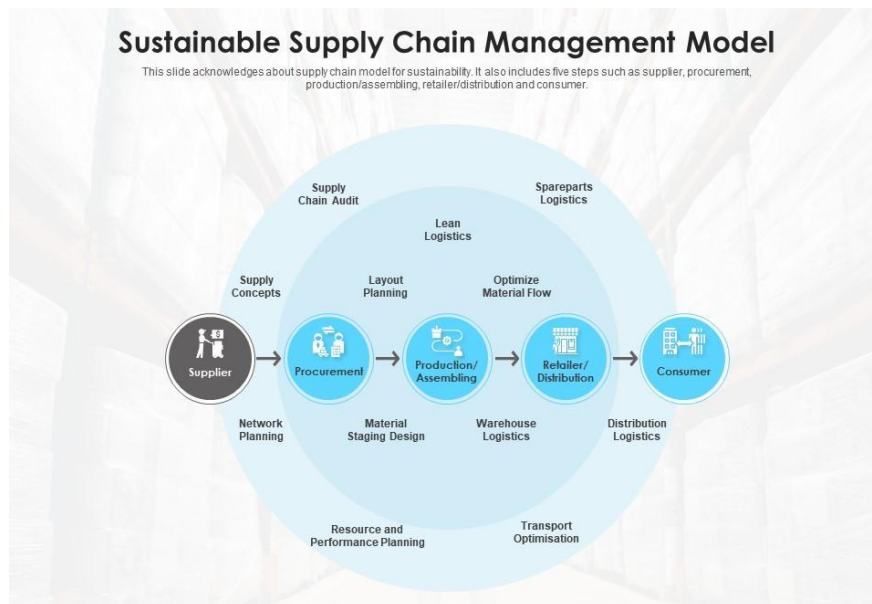 Sustainable Supply Chain Management Model
This slide acknowledges about supply chain model for sustainability. It also includes five steps such as supplier, procurement,
production/assembling, retailer/distribution and consumer.
Supply
Chain Audit
Spareparts
Logistics
Lean
Logistics
Supply
Concepts
Layout
Planning
Optimize
Material Flow
Supplier
Procurement
Production/
Assembling
Retailer/
Distribution
Consumer
Network
Planning
Material
Staging Design
Warehouse
Logistics
Distribution
Logistics
Resource and
Performance Planning
Transport
Optimisation